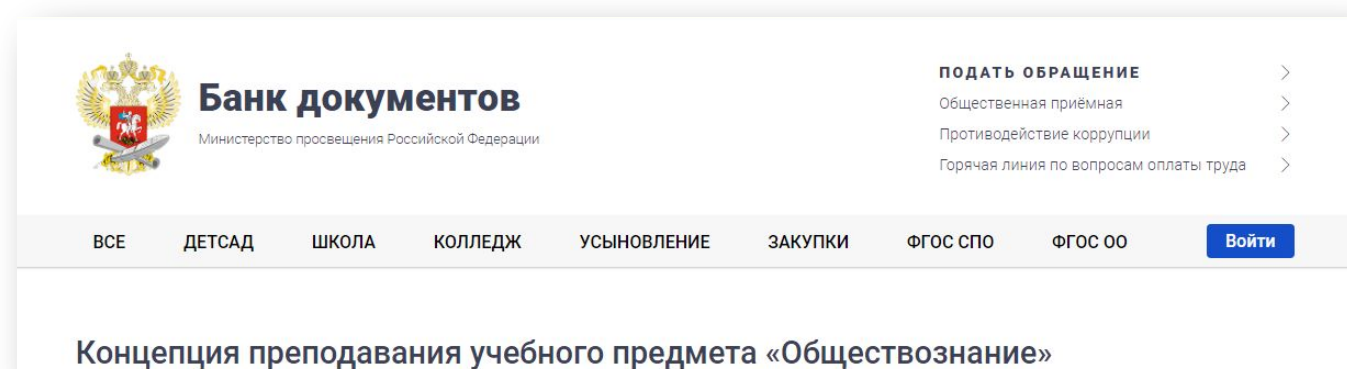 Банк документов
Министерство просвещения Российской Федерации
ПОДАТЬ ОБРАЩЕНИЕ
Общественная приёмная
Противодействие коррупции
Горячая линия по вопросам оплаты труда
ВСЕ ДЕТСАД ШКОЛА КОЛЛЕДЖ УСЫНОВЛЕНИЕ ЗАКУПКИ ФГОС СПО ФГОС ОО Войти
Концепция преподавания учебного предмета «Обществознание»